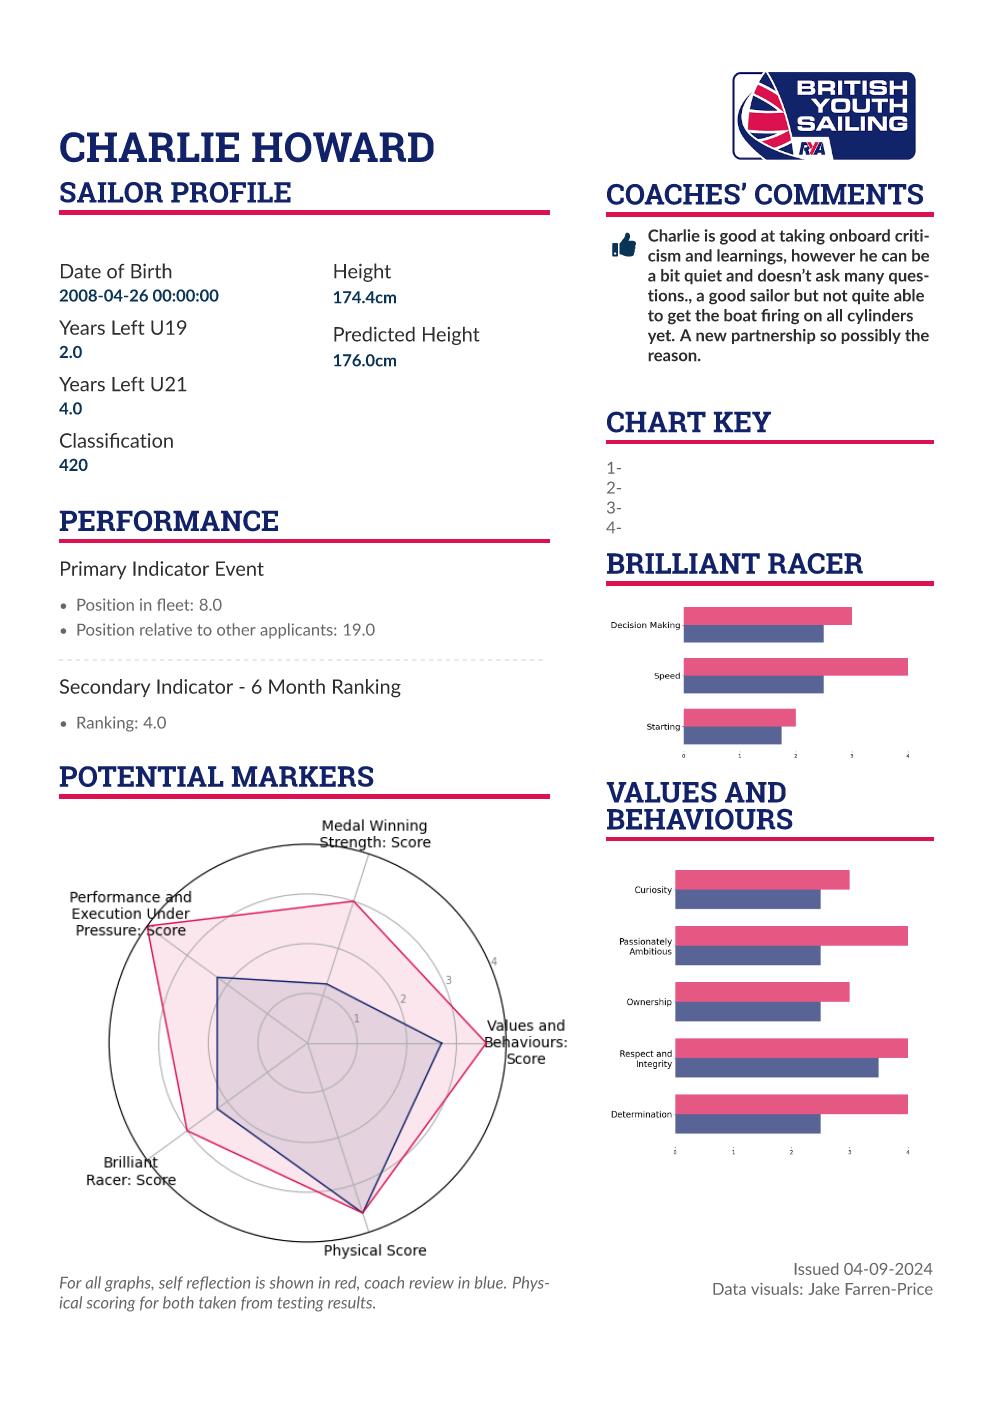 BRITISH
YOUTH
SAILING
RYA
CHARLIE HOWARD
SAILOR PROFILE
Date of Birth
2008-04-26 00:00:00
Years Left U19
2.0
Years Left U21
4.0
Classification
420
Height
174.4cm
Predicted Height
176.0cm
PERFORMANCE
Primary Indicator Event
• Position in fleet: 8.0
• Position relative to other applicants: 19.0
Secondary Indicator - 6 Month Ranking
• Ranking: 4.0
POTENTIAL MARKERS
Medal Winning
Strength: Score
Performance and
Execution Under
Pressure: Score
4
3
2
1
Values and
Behaviours:
Score
Brilliant
Racer: Score
Physical Score
For all graphs, self reflection is shown in red, coach review in blue. Phys-
ical scoring for both taken from testing results.
COACHES’ COMMENTS
Charlie is good at taking onboard criti-
cism and learnings, however he can be
a bit quiet and doesn’t ask many ques-
tions., a good sailor but not quite able
to get the boat firing on all cylinders
yet. A new partnership so possibly the
reason.
CHART KEY
1-
2-
3-
4-
BRILLIANT RACER
Decision Making
Speed
Starting
0 1 2 3 4
VALUES AND
BEHAVIOURS
Curiosity
Passionately
Ambitious
Ownership
Respect and
Integrity
Determination
0 1 2 3 4
Issued 04-09-2024
Data visuals: Jake Farren-Price